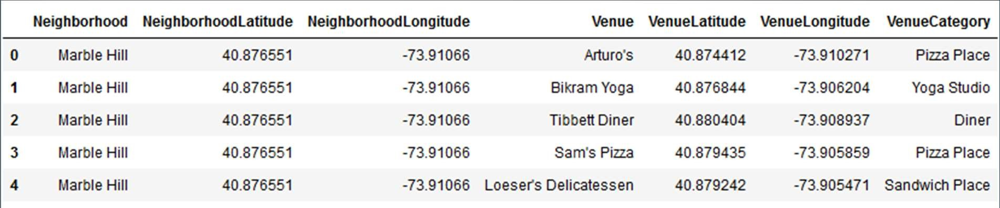 Neighborhood NeighborhoodLatitude NeighborhoodLongitude Venue VenueLatitude VenueLongitude VenueCategory
0 Marble Hill 40.876551 -73.91066 Arturo's 40.874412 -73.910271 Pizza Place
1 Marble Hill 40.876551 -73.91066 Bikram Yoga 40.876844 -73.906204 Yoga Studio
2 Marble Hill 40.876551 -73.91066 Tibbett Diner 40.880404 -73.908937 Diner
3 Marble Hill 40.876551 -73.91066 Sam's Pizza 40.879435 -73.905859 Pizza Place
4 Marble Hill 40.876551 -73.91066 Loeser's Delicatessen 40.879242 -73.905471 Sandwich Place